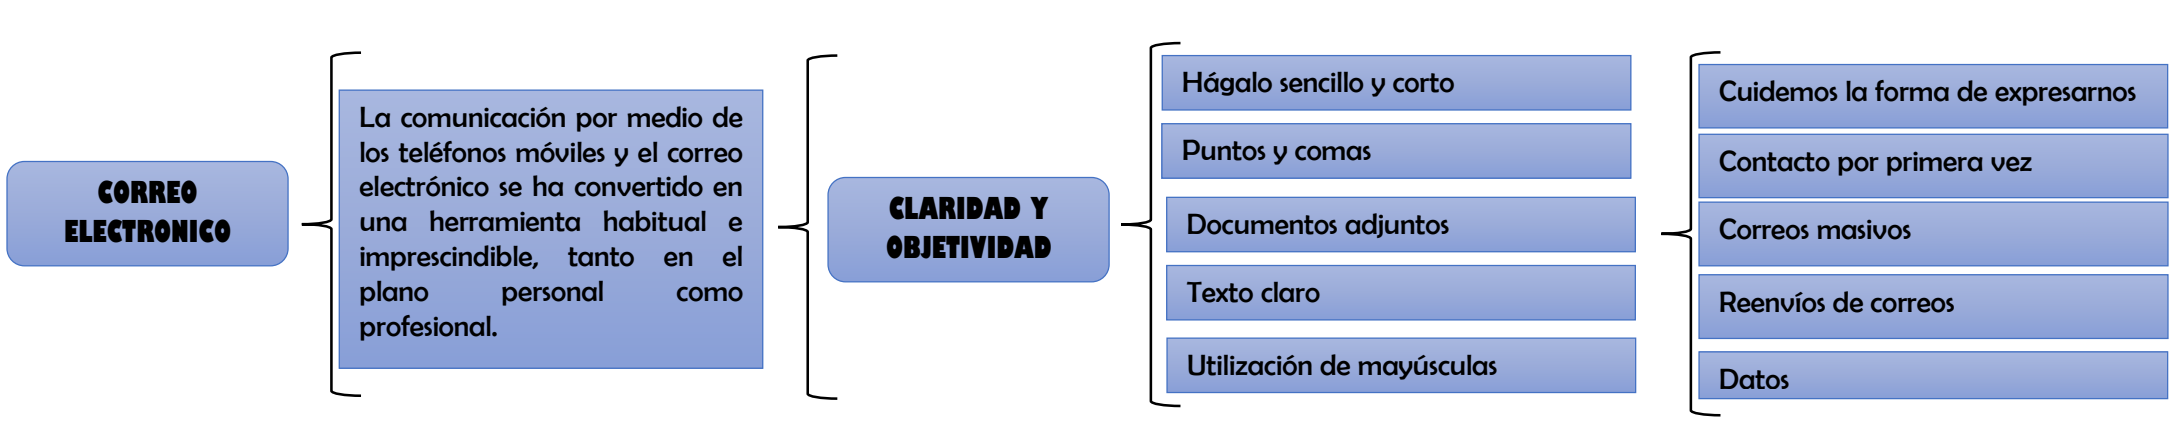 CORREO
ELECTRONICO
La comunicación por medio de
los teléfonos móviles y el correo
electrónico se ha convertido en
una herramienta habitual e
imprescindible, tanto en el
plano personal como
profesional.
CLARIDAD Y
OBJETIVIDAD
Hágalo sencillo y corto
Puntos y comas
Documentos adjuntos
Texto claro
Utilización de mayúsculas
Cuidemos la forma de expresarnos
Contacto por primera vez
Correos masivos
Reenvíos de correos
Datos